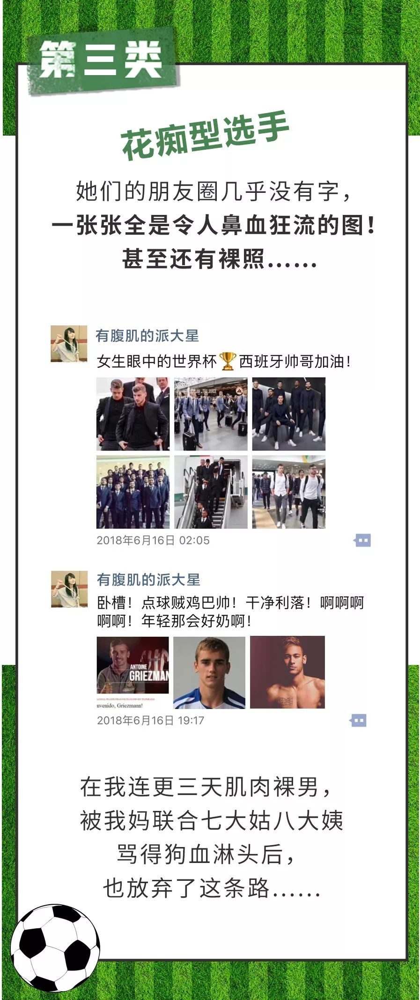 第三类
花痴型选手
她们的朋友圈几乎没有字，
一张张全是令人鼻血狂流的图！
甚至还有裸照……
有腹肌的派大星
女生眼中的世界杯🏆西班牙帅哥加油！
JOE & THE JUICE
2018年6月16日 02:05
有腹肌的派大星
卧槽！点球贼鸡巴帅！干净利落！啊啊啊
啊啊！年轻那会好奶啊！
ANTOINE
GRIEZMAN
nvenido, Griezmann!
2018年6月16日 19:17
在我连更三天肌肉裸男，
被我妈联合七大姑八大姨
骂得狗血淋头后，
也放弃了这条路……